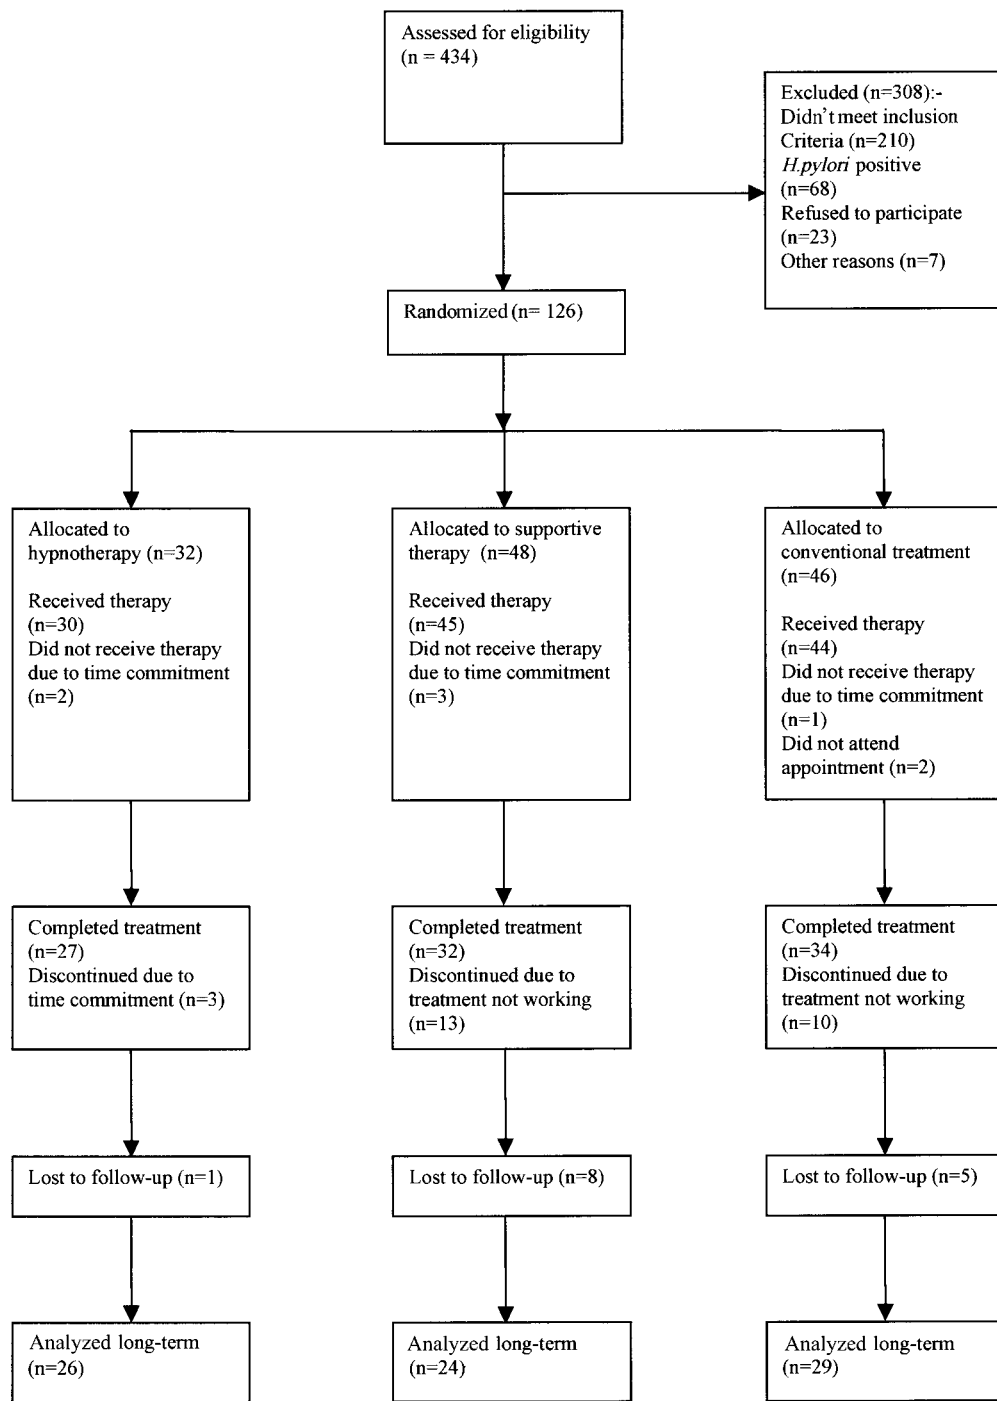 Assessed for eligibility
(n = 434)
Excluded (n=308):-
Didn't meet inclusion
Criteria (n=210)
H.pylori positive
(n=68)
Refused to participate
(n=23)
Other reasons (n=7)
Randomized (n= 126)
Allocated to
hypnotherapy (n=32)
Received therapy
(n=30)
Did not receive therapy
due to time commitment
(n=2)
Allocated to supportive
therapy (n=48)
Received therapy
(n=45)
Did not receive therapy
due to time commitment
(n=3)
Allocated to
conventional treatment
(n=46)
Received therapy
(n=44)
Did not receive therapy
due to time commitment
(n=1)
Did not attend
appointment (n=2)
Completed treatment
(n=27)
Discontinued due to
time commitment (n=3)
Completed treatment
(n=32)
Discontinued due to
treatment not working
(n=13)
Completed treatment
(n=34)
Discontinued due to
treatment not working
(n=10)
Lost to follow-up (n=1)
Lost to follow-up (n=8)
Lost to follow-up (n=5)
Analyzed long-term
(n=26)
Analyzed long-term
(n=24)
Analyzed long-term
(n=29)